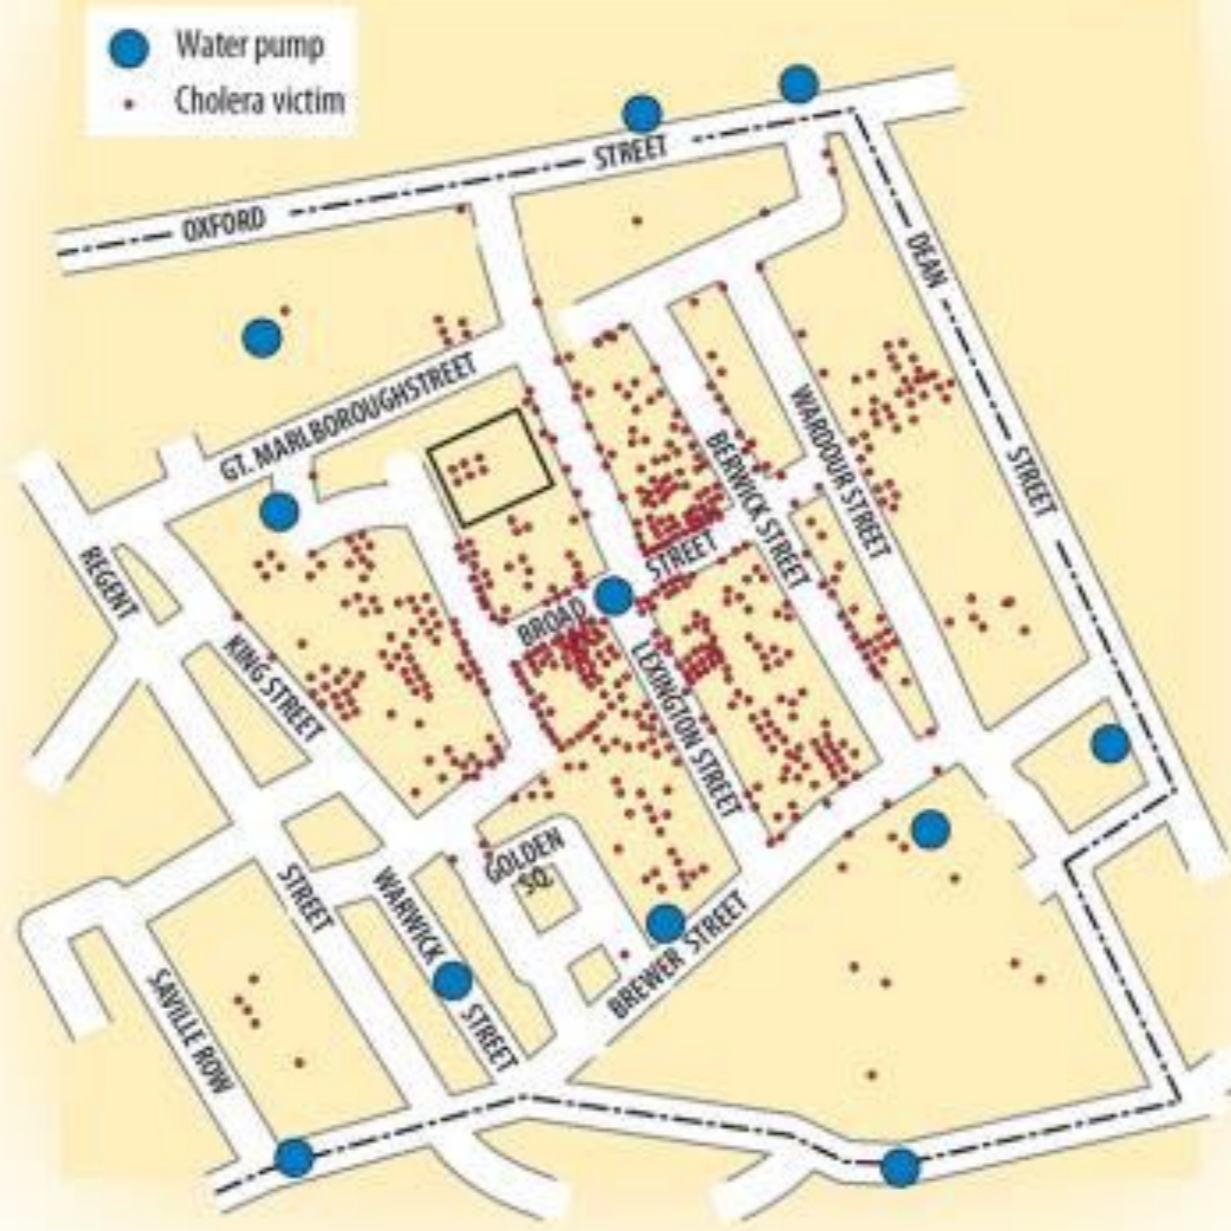 Water pump
Cholera victim
OXFORD
STREET
DEAN
STREET
GT. MARLBOROUGHSTREET
WARDOUR STREET
BERWICK STREET
REGENT
STREET
BROAD
STREET
KING STREET
LEXINGTON STREET
GOLDEN
SQ.
WARWICK
STREET
BREWER STREET
SAVILLE ROW